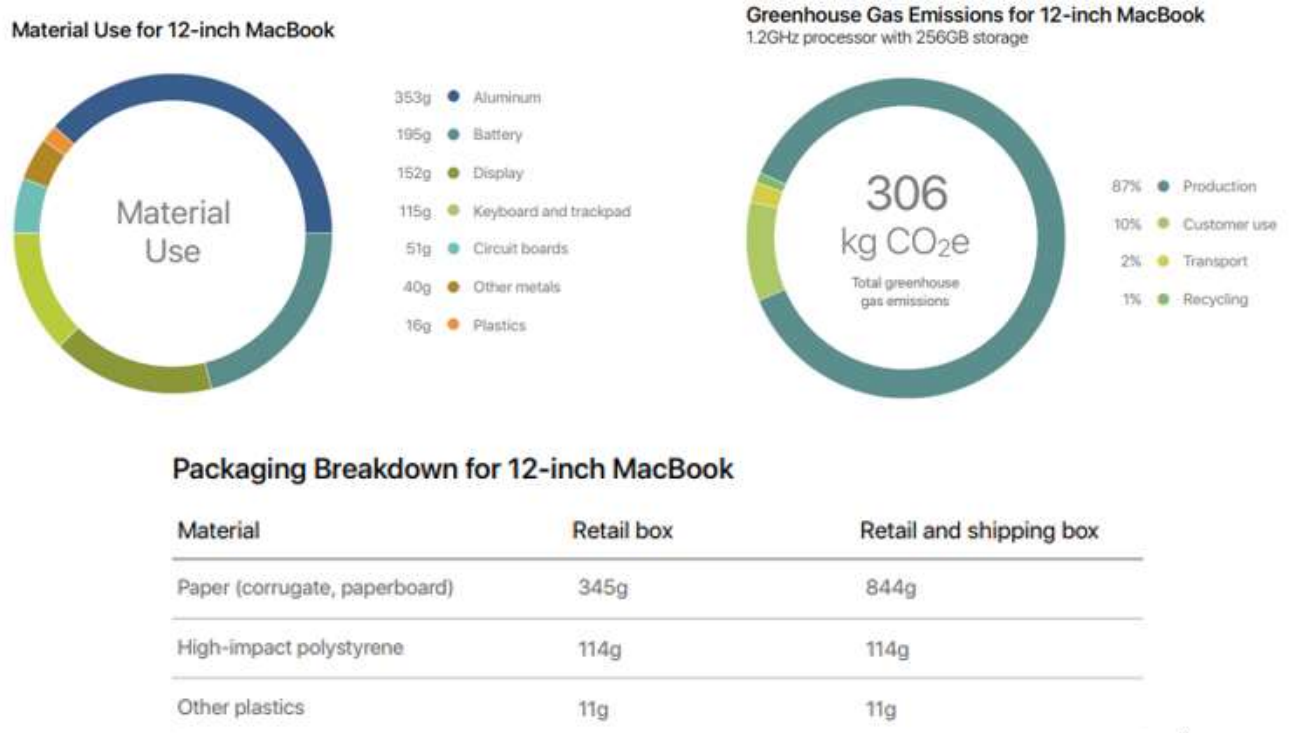 Material Use for 12-inch MacBook
Material
Use
353g Aluminum
195g Battery
152g Display
115g Keyboard and trackpad
51g Circuit boards
40g Other metals
16g Plastics
Greenhouse Gas Emissions for 12-inch MacBook
1.2GHz processor with 256GB storage
306
kg CO₂e
Total greenhouse
gas emissions
87% Production
10% Customer use
2% Transport
1% Recycling
Packaging Breakdown for 12-inch MacBook
Material Retail box Retail and shipping box
Paper (corrugate, paperboard) 345g 844g
High-impact polystyrene 114g 114g
Other plastics 11g 11g